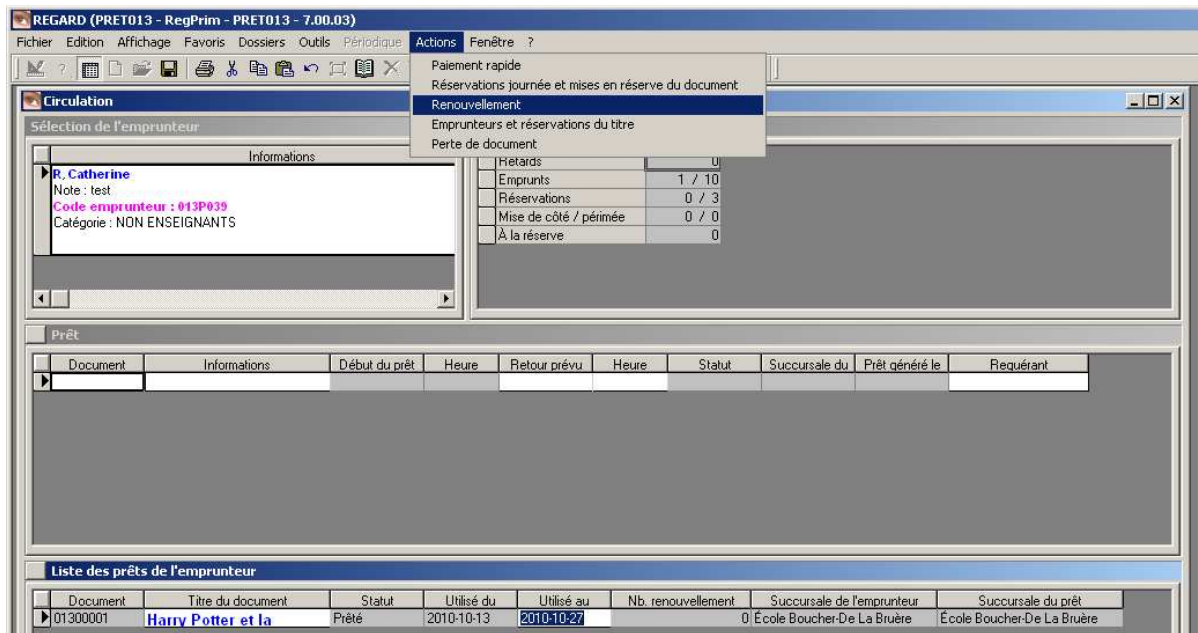 REGARD (PRET013 - RegPrim - PRET013 - 7.00.03)
Fichier Edition Affichage Favoris Dossiers Outils Périodique Actions Fenêtre ?
Paiement rapide
Réservations journée et mises en réserve du document
Renouvellement
Emprunteurs et réservations du titre
Perte de document
Circulation
Sélection de l'emprunteur
Informations
R, Catherine
Note : test
Code emprunteur : 013P039
Catégorie : NON ENSEIGNANTS
Retards 0
Emprunts 1 / 10
Réservations 0 / 3
Mise de côté / périmée 0 / 0
À la réserve 0
Prêt
Document Informations Début du prêt Heure Retour prévu Heure Statut Succursale du Prêt généré le Requérant
Liste des prêts de l'emprunteur
Document Titre du document Statut Utilisé du Utilisé au Nb. renouvellement Succursale de l'emprunteur Succursale du prêt
01300001 Harry Potter et la Prêté 2010-10-13 2010-10-27 0 École Boucher-De La Bruère École Boucher-De La Bruère